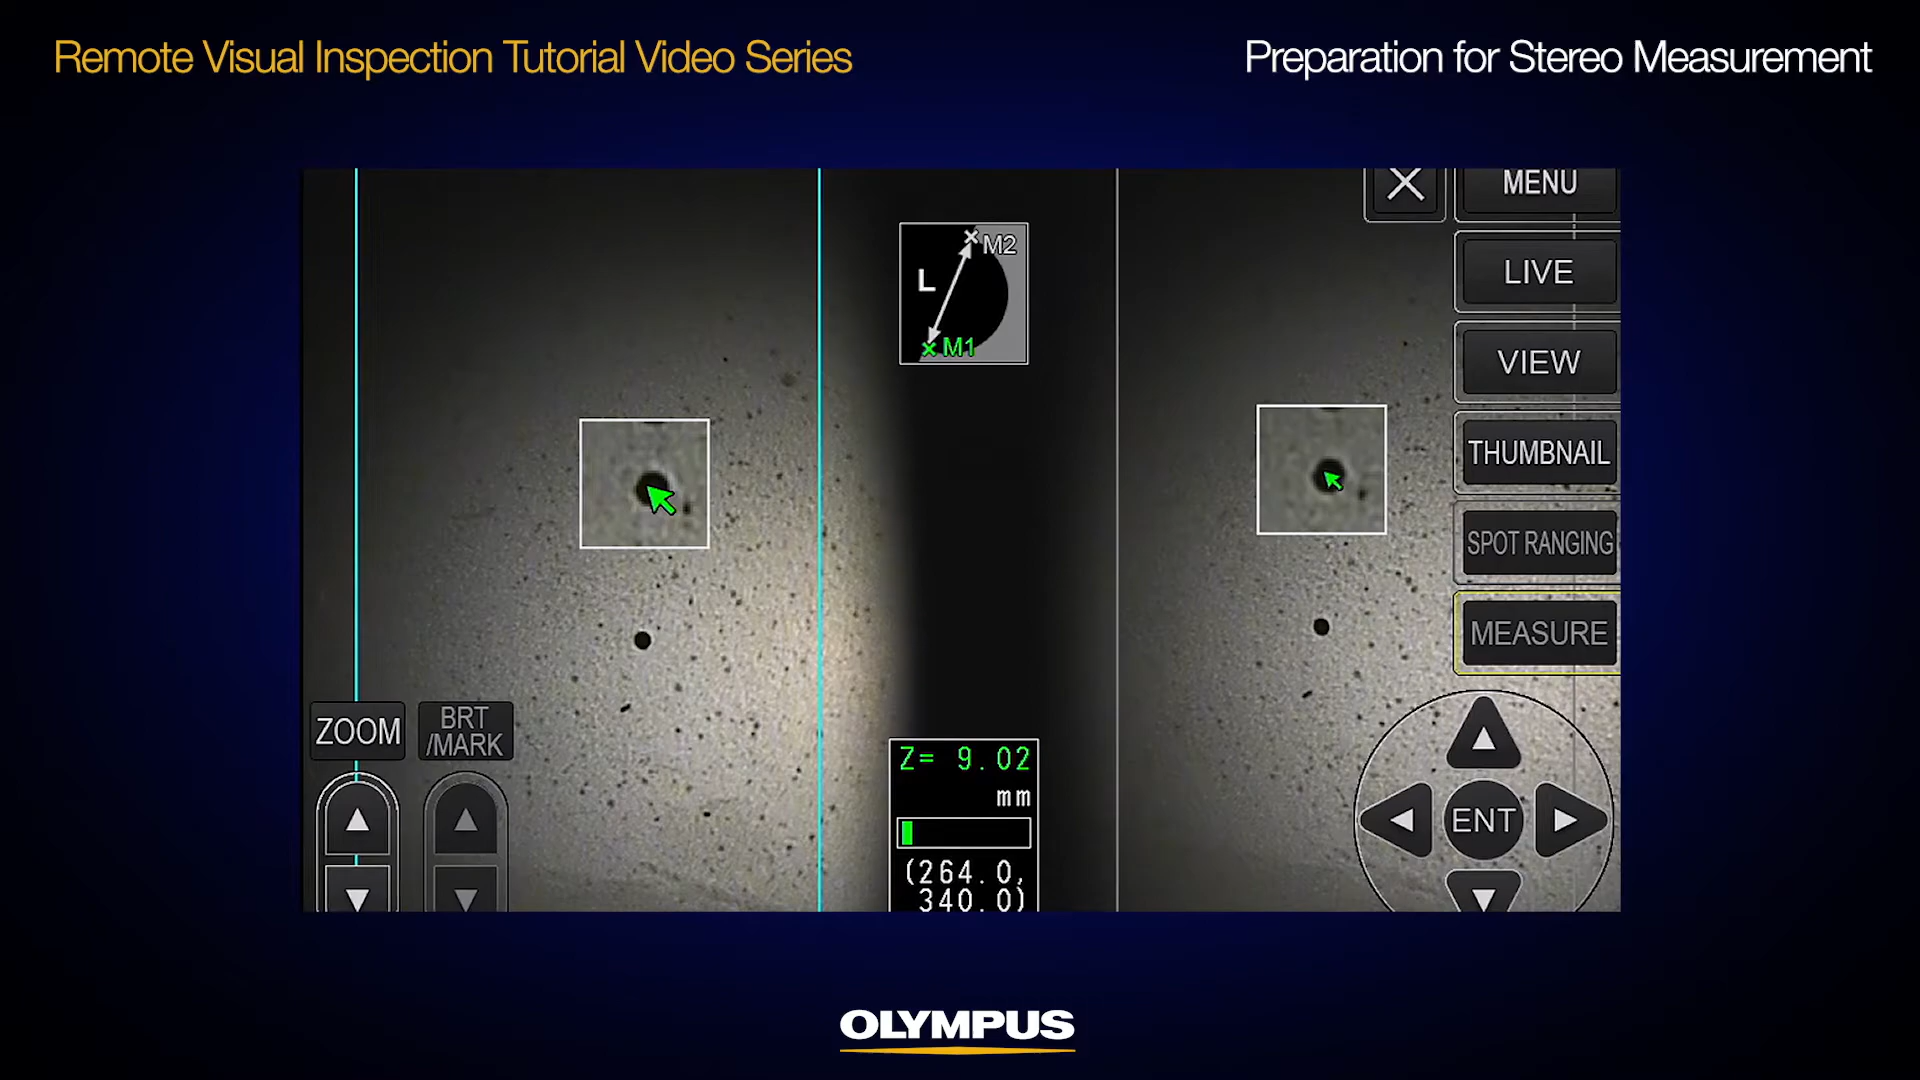 Remote Visual Inspection Tutorial Video Series
Preparation for Stereo Measurement
MENU
M2
L
M1
LIVE
VIEW
THUMBNAIL
SPOT RANGING
MEASURE
ZOOM
BRT
/MARK
Z= 9.02
mm
(264.0,
340.0)
ENT
OLYMPUS